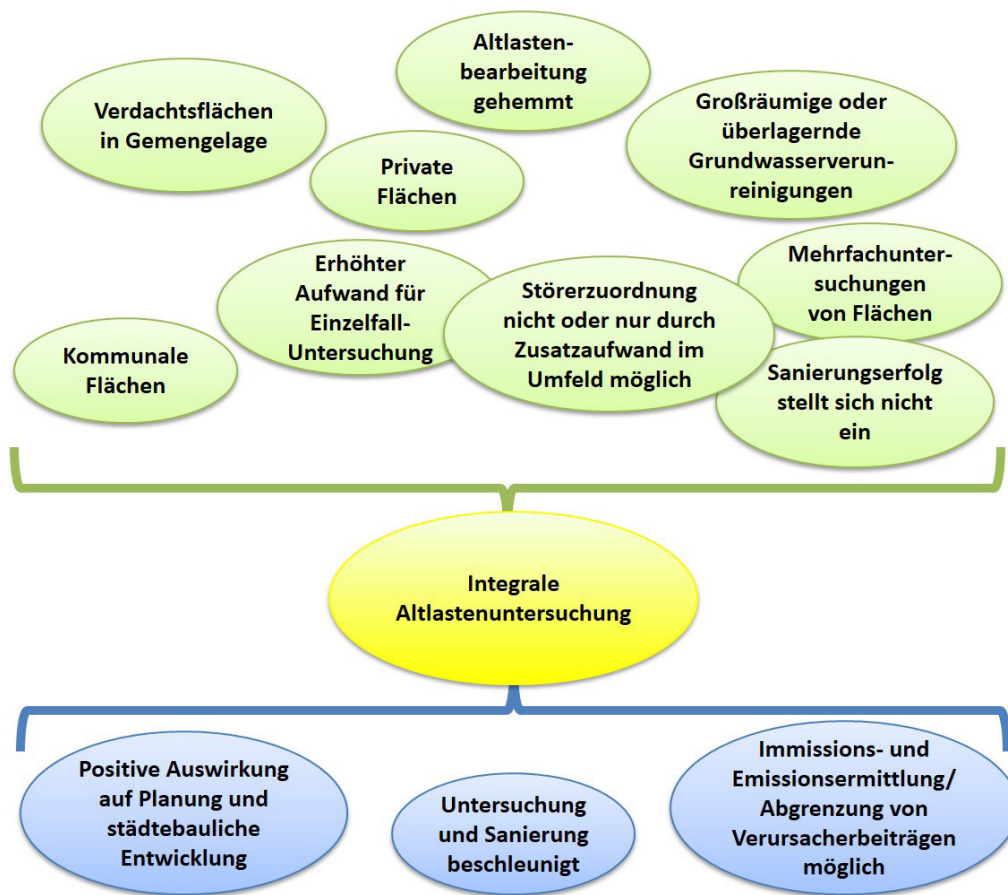 Altlasten-
bearbeitung
gehemmt
Verdachtsflächen
in Gemengelage
Großräumige oder
überlagernde
Grundwasserverun-
reinigungen
Private
Flächen
Erhöhter
Aufwand für
Einzelfall-
Untersuchung
Mehrfachunter-
suchungen
von Flächen
Störerzuordnung
nicht oder nur durch
Zusatzaufwand im
Umfeld möglich
Kommunale
Flächen
Sanierungserfolg
stellt sich nicht
ein
Integrale
Altlastenuntersuchung
Positive Auswirkung
auf Planung und
städtebauliche
Entwicklung
Untersuchung
und Sanierung
beschleunigt
Immissions- und
Emissionsermittlung/
Abgrenzung von
Verursacherbeiträgen
möglich